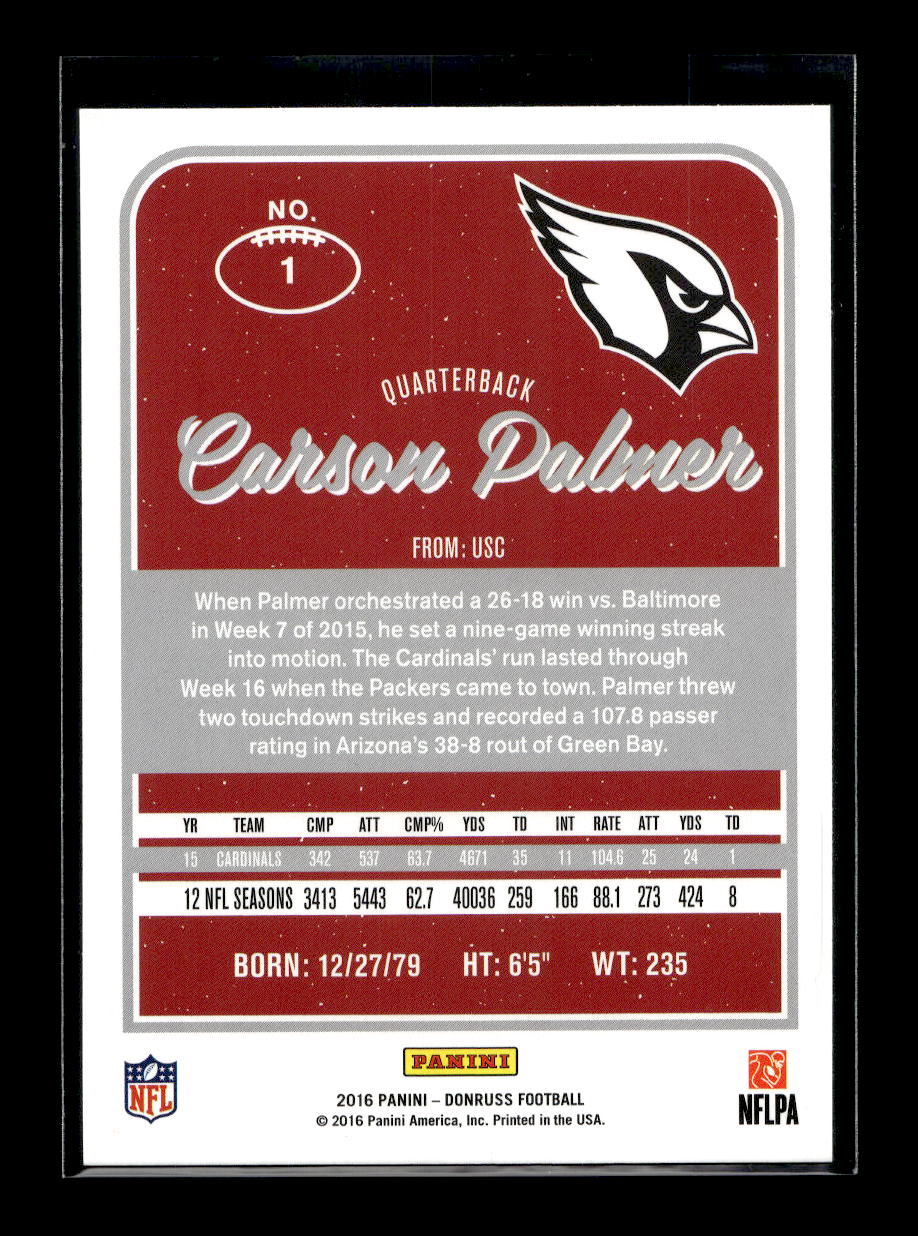 NO.
1
QUARTERBACK
Carson Palmer
FROM: USC
When Palmer orchestrated a 26-18 win vs. Baltimore
in Week 7 of 2015, he set a nine-game winning streak
into motion. The Cardinals' run lasted through
Week 16 when the Packers came to town. Palmer threw
two touchdown strikes and recorded a 107.8 passer
rating in Arizona's 38-8 rout of Green Bay.
YR TEAM CMP ATT CMP% YDS TD INT RATE ATT YDS TD
15 CARDINALS 342 537 63.7 4671 35 11 104.6 25 24 1
12 NFL SEASONS 3413 5443 62.7 40036 259 166 88.1 273 424 8
BORN: 12/27/79 HT: 6'5" WT: 235
NFL
PANINI
NFLPA
2016 PANINI – DONRUSS FOOTBALL
© 2016 Panini America, Inc. Printed in the USA.